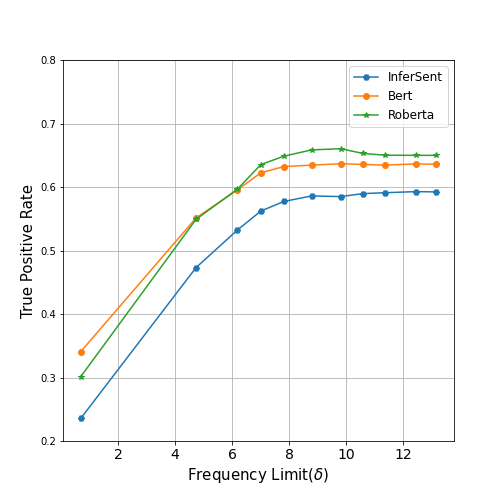 0.8
0.7
0.6
0.5
0.4
0.3
0.2
True Positive Rate
InferSent
Bert
Roberta
2 4 6 8 10 12
Frequency Limit(δ)